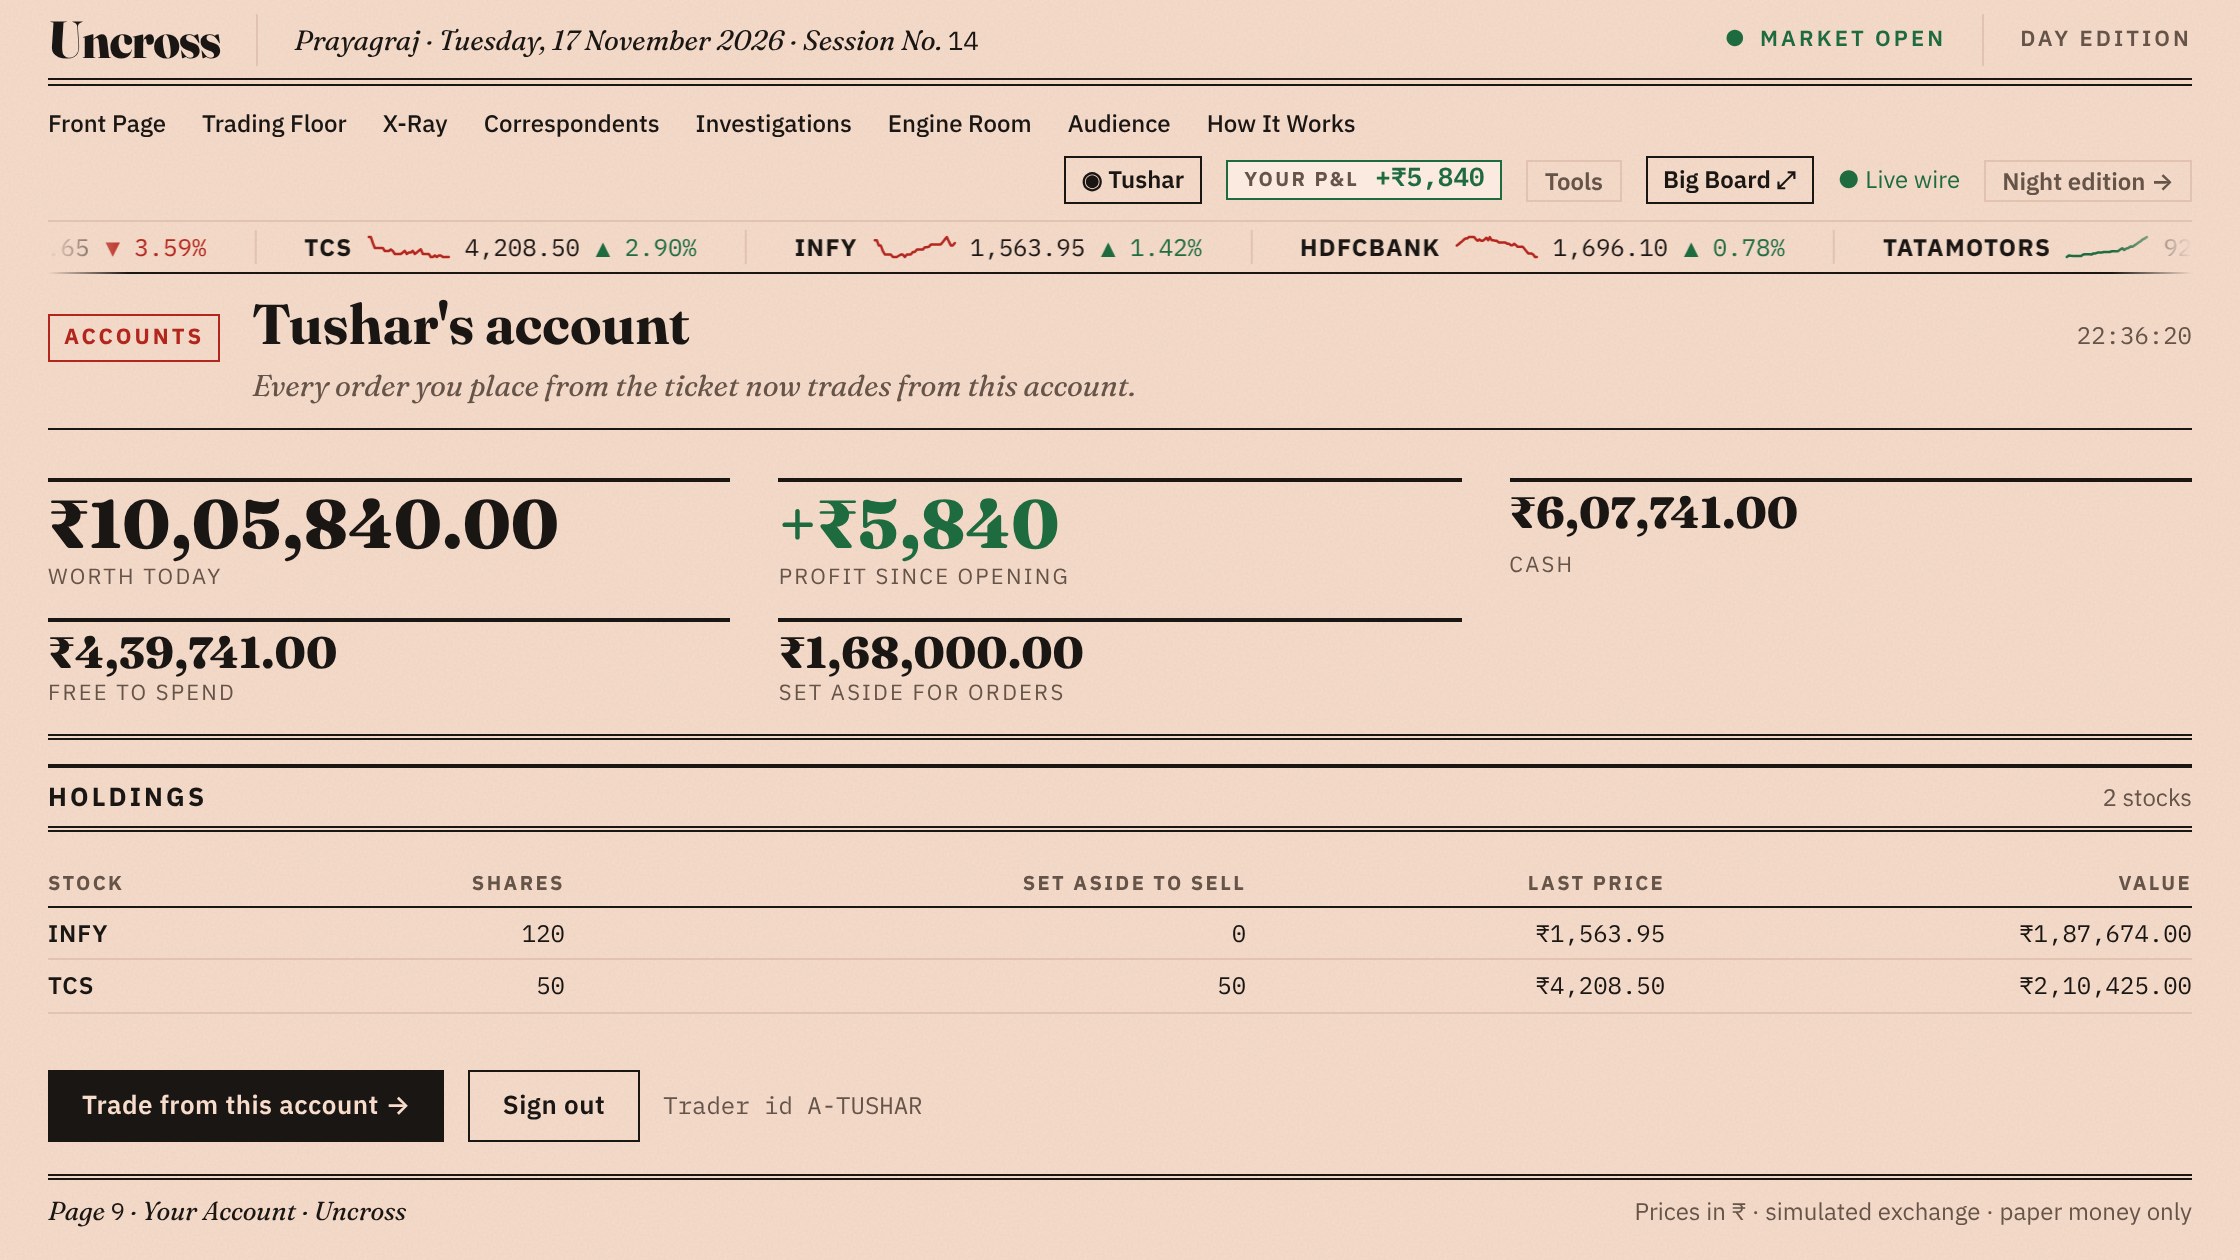 Uncross Prayagraj · Tuesday, 17 November 2026 · Session No. 14 ● MARKET OPEN DAY EDITION
Front Page Trading Floor X-Ray Correspondents Investigations Engine Room Audience How It Works
◉ Tushar YOUR P&L +₹5,840 Tools Big Board ⤢ ● Live wire Night edition →
.65 ▼ 3.59% TCS 4,208.50 ▲ 2.90% INFY 1,563.95 ▲ 1.42% HDFCBANK 1,696.10 ▲ 0.78% TATAMOTORS 92
ACCOUNTS Tushar's account 22:36:20
Every order you place from the ticket now trades from this account.
₹10,05,840.00 +₹5,840 ₹6,07,741.00
WORTH TODAY PROFIT SINCE OPENING CASH
₹4,39,741.00 ₹1,68,000.00
FREE TO SPEND SET ASIDE FOR ORDERS
HOLDINGS 2 stocks
STOCK SHARES SET ASIDE TO SELL LAST PRICE VALUE
INFY 120 0 ₹1,563.95 ₹1,87,674.00
TCS 50 50 ₹4,208.50 ₹2,10,425.00
Trade from this account → Sign out Trader id A-TUSHAR
Page 9 · Your Account · Uncross Prices in ₹ · simulated exchange · paper money only